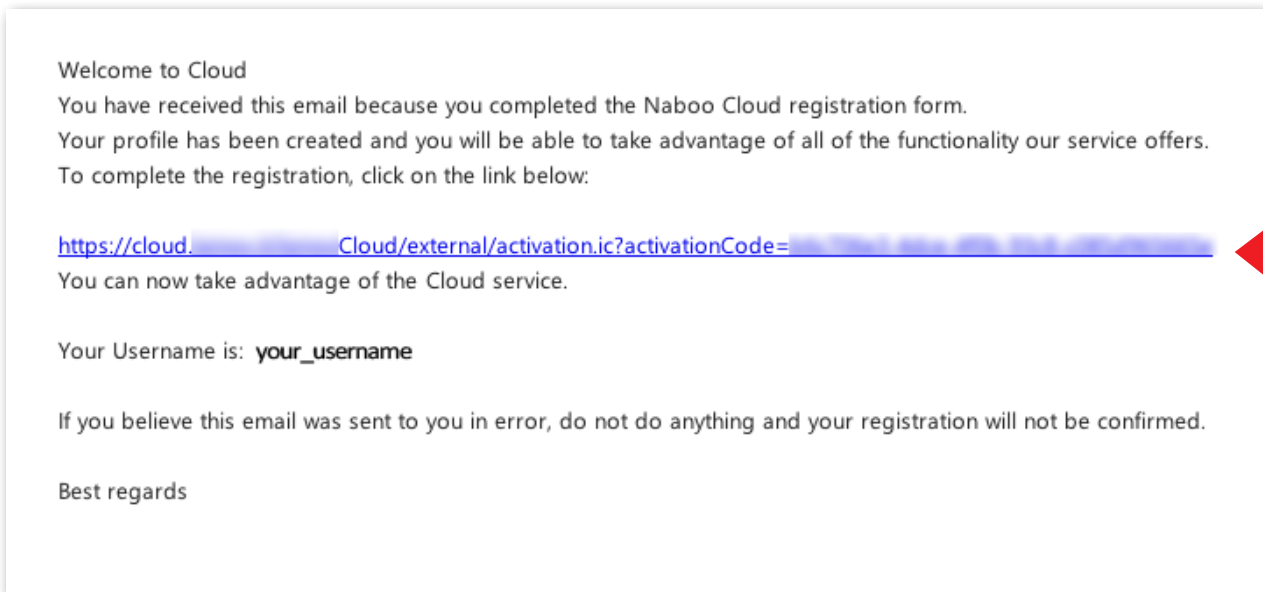 Welcome to Cloud
You have received this email because you completed the Naboo Cloud registration form.
Your profile has been created and you will be able to take advantage of all of the functionality our service offers.
To complete the registration, click on the link below:
https://cloud. Cloud/external/activation.ic?activationCode=
You can now take advantage of the Cloud service.
Your Username is: your_username
If you believe this email was sent to you in error, do not do anything and your registration will not be confirmed.
Best regards